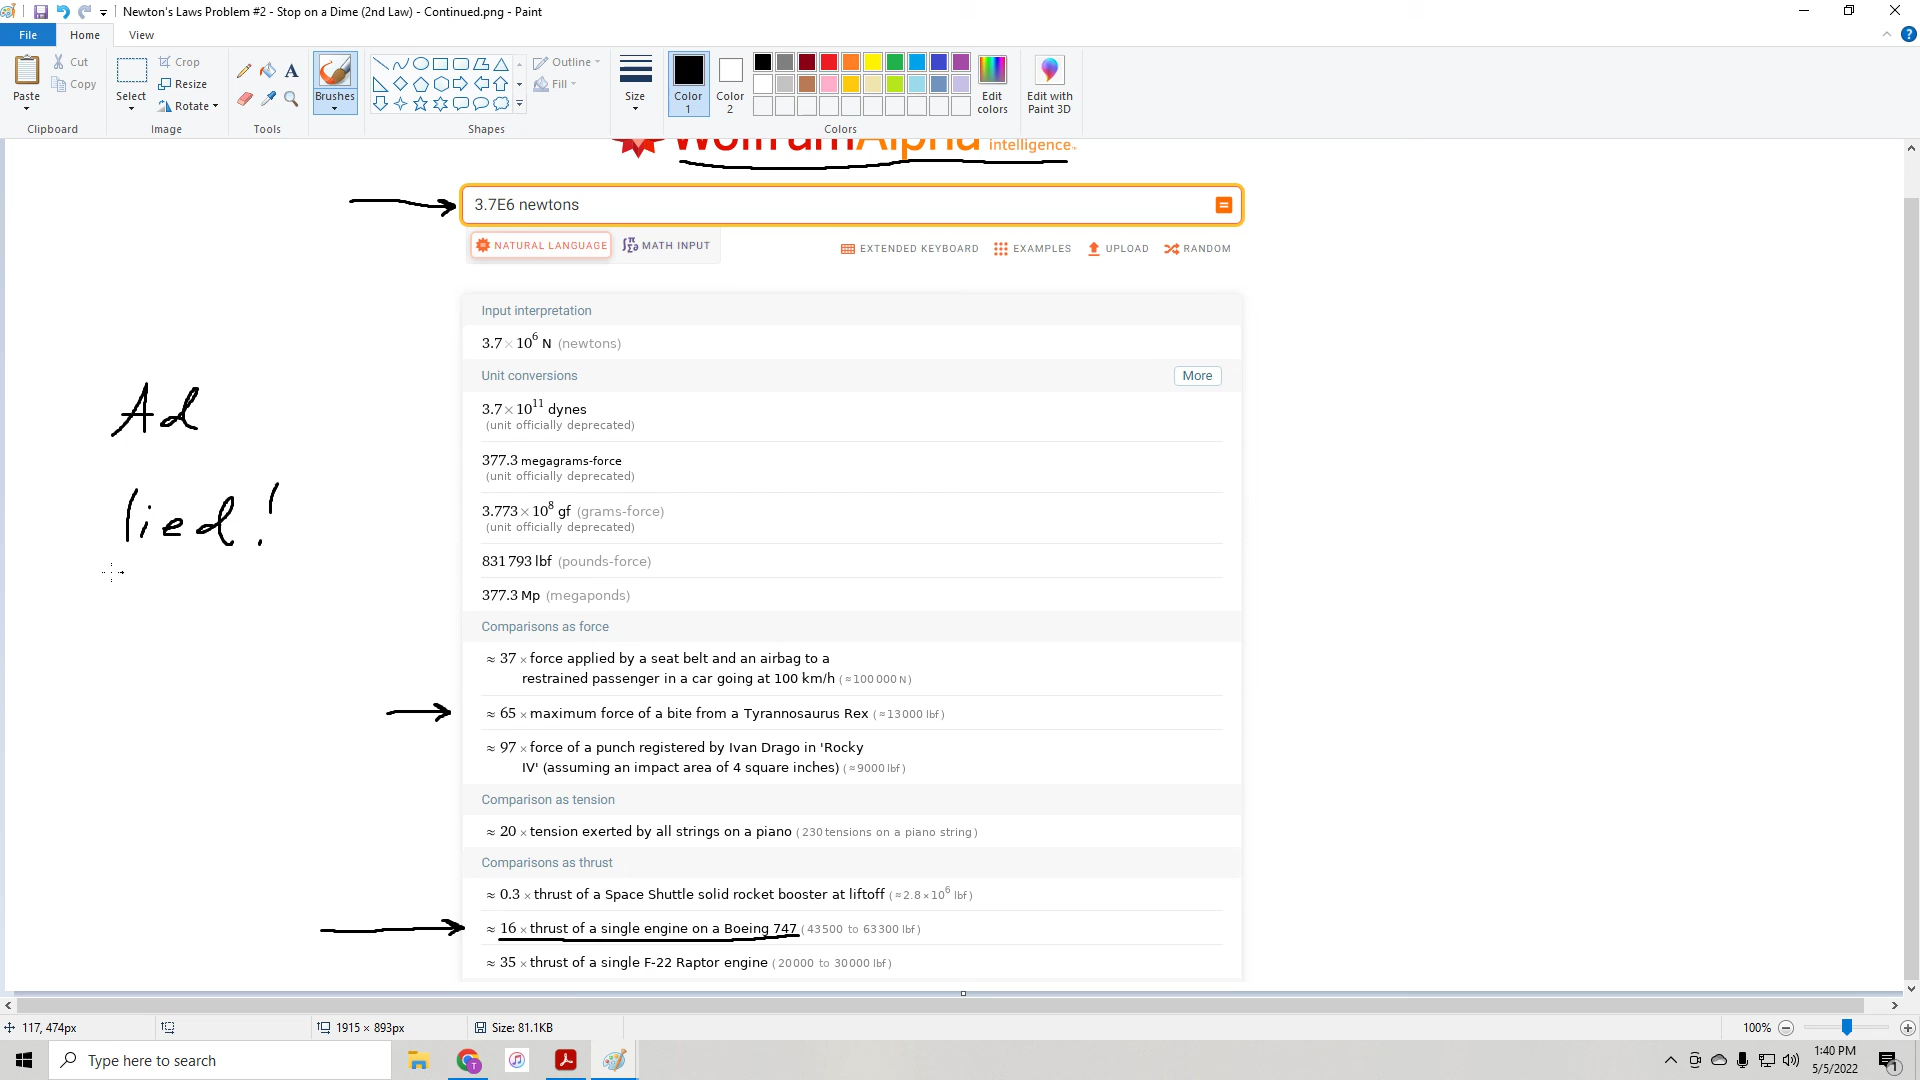 Newton's Laws Problem #2 - Stop on a Dime (2nd Law) - Continued.png - Paint
File Home View
Paste Cut Copy Clipboard
Select Crop Resize Rotate Image
Tools
Brushes
Shapes Outline Fill
Size
Color 1 Color 2 Edit colors Colors
Edit with Paint 3D
WolframAlpha intelligence
3.7E6 newtons
NATURAL LANGUAGE MATH INPUT EXTENDED KEYBOARD EXAMPLES UPLOAD RANDOM
Input interpretation
3.7×10^6 N (newtons)
Unit conversions More
3.7×10^11 dynes
(unit officially deprecated)
377.3 megagrams-force
(unit officially deprecated)
3.773×10^8 gf (grams-force)
(unit officially deprecated)
831793 lbf (pounds-force)
377.3 Mp (megaponds)
Comparisons as force
≈ 37 × force applied by a seat belt and an airbag to a
restrained passenger in a car going at 100 km/h (≈100000 N)
≈ 65 × maximum force of a bite from a Tyrannosaurus Rex (≈13000 lbf)
≈ 97 × force of a punch registered by Ivan Drago in 'Rocky
IV' (assuming an impact area of 4 square inches) (≈9000 lbf)
Comparison as tension
≈ 20 × tension exerted by all strings on a piano (230 tensions on a piano string)
Comparisons as thrust
≈ 0.3 × thrust of a Space Shuttle solid rocket booster at liftoff (≈2.8×10^6 lbf)
≈ 16 × thrust of a single engine on a Boeing 747 (43500 to 63300 lbf)
≈ 35 × thrust of a single F-22 Raptor engine (20000 to 30000 lbf)
Ad
lied!
117, 474px 1915 × 893px Size: 81.1KB 100%
Type here to search
1:40 PM
5/5/2022